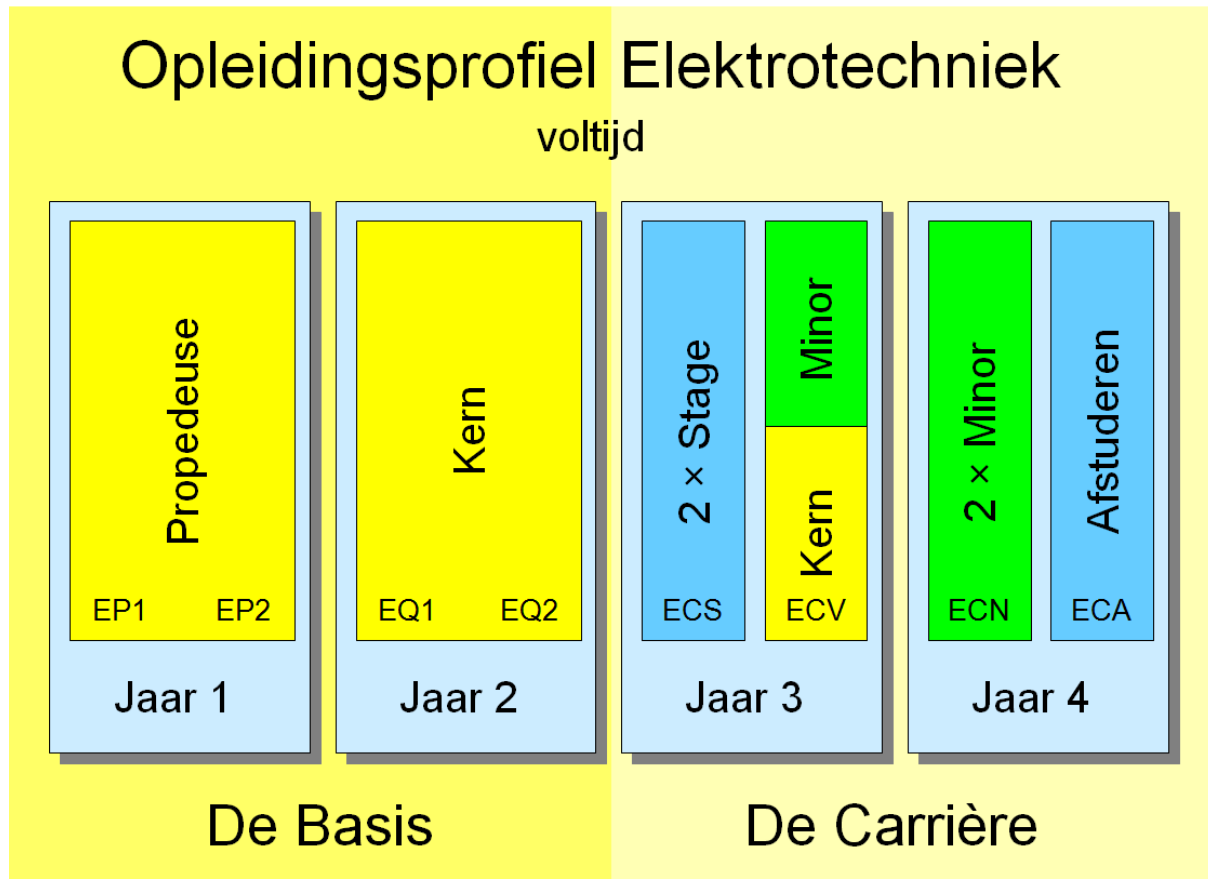 Opleidingsprofiel Elektrotechniek
voltijd
Propedeuse
EP1 EP2
Jaar 1
Kern
EQ1 EQ2
Jaar 2
2 × Stage
ECS
Minor
Kern
ECV
Jaar 3
2 × Minor
ECN
Afstuderen
ECA
Jaar 4
De Basis
De Carrière